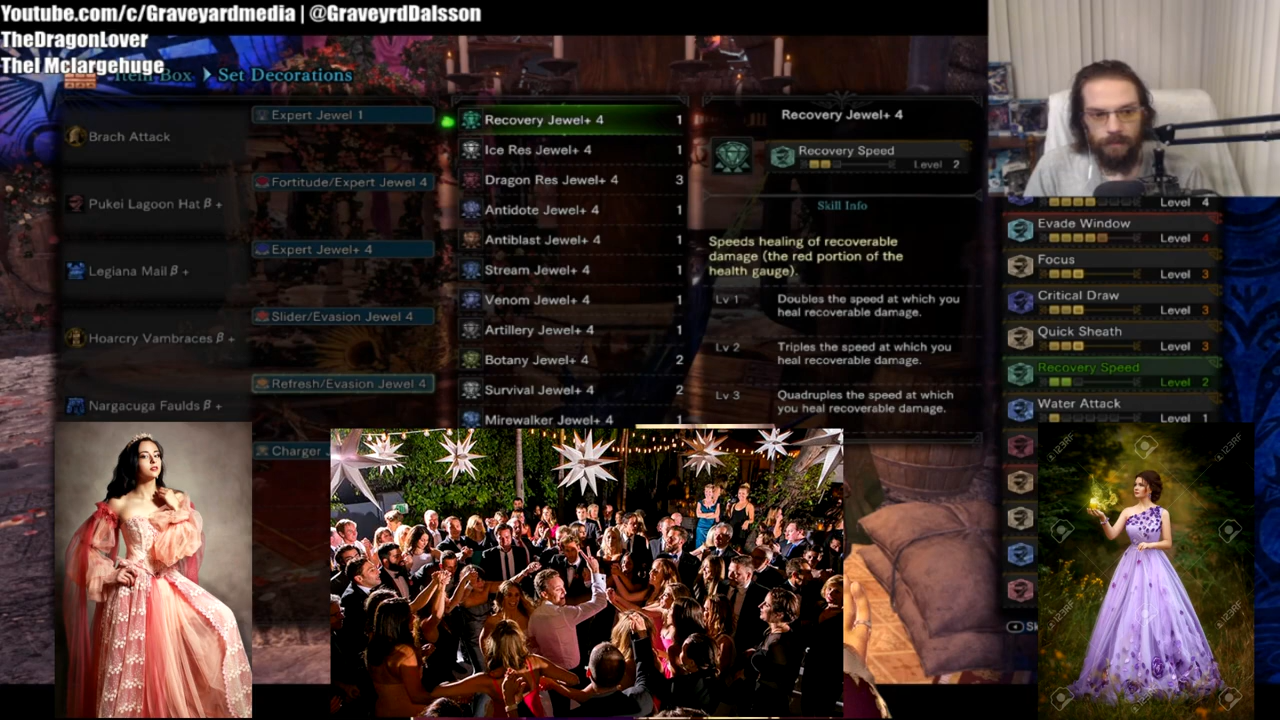 Youtube.com/c/Graveyardmedia | @GraveyrdDalsson
TheDragonLover
TheI Mclargehuge
Item Box
Set Decorations
Brach Attack
Pukei Lagoon Hat β +
Legiana Mail β +
Hoarcry Vambraces β +
Nargacuga Faulds β +
Expert Jewel 1
Fortitude/Expert Jewel 4
Expert Jewel+ 4
Slider/Evasion Jewel 4
Refresh/Evasion Jewel 4
Charger
Recovery Jewel+ 4 1
Ice Res Jewel+ 4 1
Dragon Res Jewel+ 4 3
Antidote Jewel+ 4 1
Antiblast Jewel+ 4 1
Stream Jewel+ 4 1
Venom Jewel+ 4 1
Artillery Jewel+ 4 1
Botany Jewel+ 4 2
Survival Jewel+ 4 2
Mirewalker Jewel+ 4 1
Recovery Jewel+ 4
Recovery Speed
Level 2
Skill Info
Speeds healing of recoverable
damage (the red portion of the
health gauge).
Lv 1 Doubles the speed at which you
heal recoverable damage.
Lv 2 Triples the speed at which you
heal recoverable damage.
Lv 3 Quadruples the speed at which
you heal recoverable damage.
Level 4
Evade Window
Level 4
Focus
Level 3
Critical Draw
Level 3
Quick Sheath
Level 3
Recovery Speed
Level 2
Water Attack
Level 1
123RF
123RF
123RF
123RF